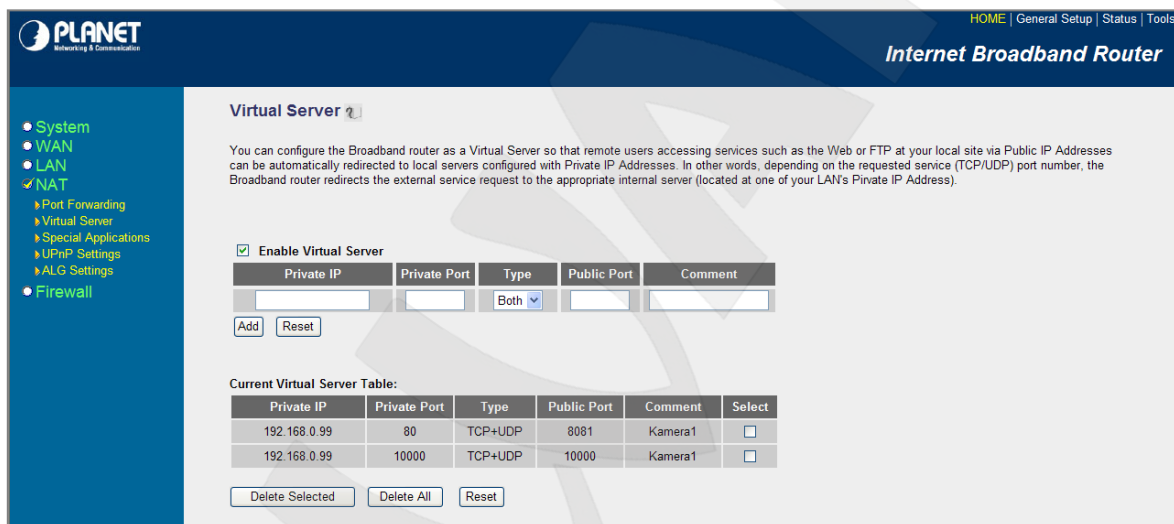 PLANET
Networking & Communication
HOME | General Setup | Status | Tools
Internet Broadband Router
System
WAN
LAN
NAT
Port Forwarding
Virtual Server
Special Applications
UPnP Settings
ALG Settings
Firewall
Virtual Server
You can configure the Broadband router as a Virtual Server so that remote users accessing services such as the Web or FTP at your local site via Public IP Addresses
can be automatically redirected to local servers configured with Private IP Addresses. In other words, depending on the requested service (TCP/UDP) port number, the
Broadband router redirects the external service request to the appropriate internal server (located at one of your LAN's Pirvate IP Address).
Enable Virtual Server
Private IP Private Port Type Public Port Comment
Both
Add Reset
Current Virtual Server Table:
Private IP Private Port Type Public Port Comment Select
192.168.0.99 80 TCP+UDP 8081 Kamera1
192.168.0.99 10000 TCP+UDP 10000 Kamera1
Delete Selected Delete All Reset